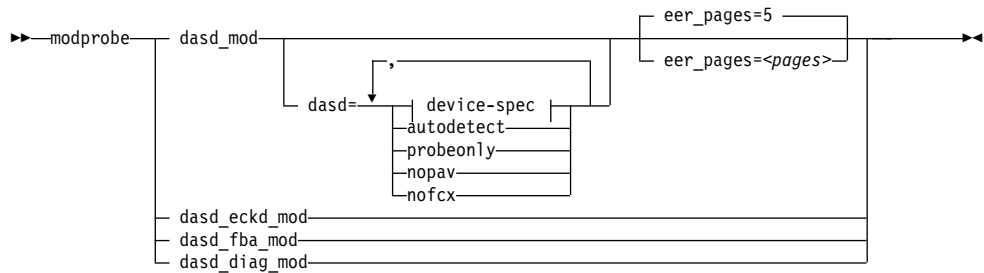 eer_pages=5
modprobe dasd_mod
eer_pages=<pages>
,
dasd= device-spec
autodetect
probeonly
nopav
nofcx
dasd_eckd_mod
dasd_fba_mod
dasd_diag_mod